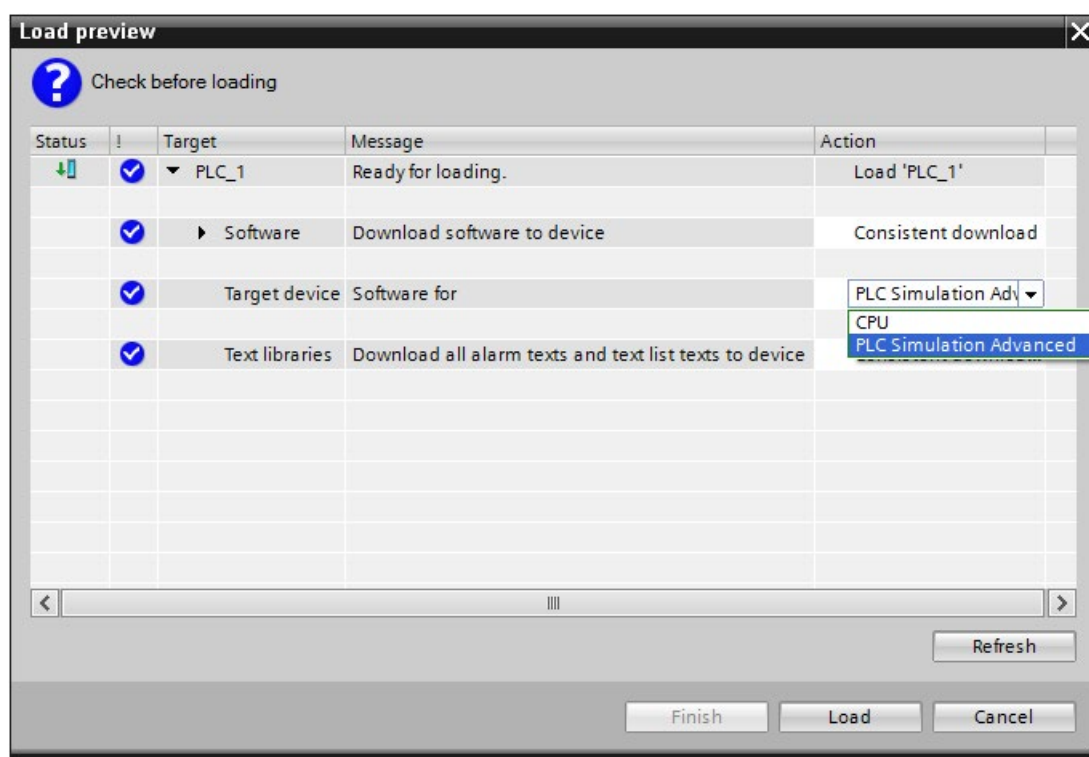 Load preview
Check before loading
Status ! Target Message Action
PLC_1 Ready for loading. Load 'PLC_1'
Software Download software to device Consistent download
Target device Software for PLC Simulation Adv
CPU
PLC Simulation Advanced
Text libraries Download all alarm texts and text list texts to device
Refresh
Finish Load Cancel